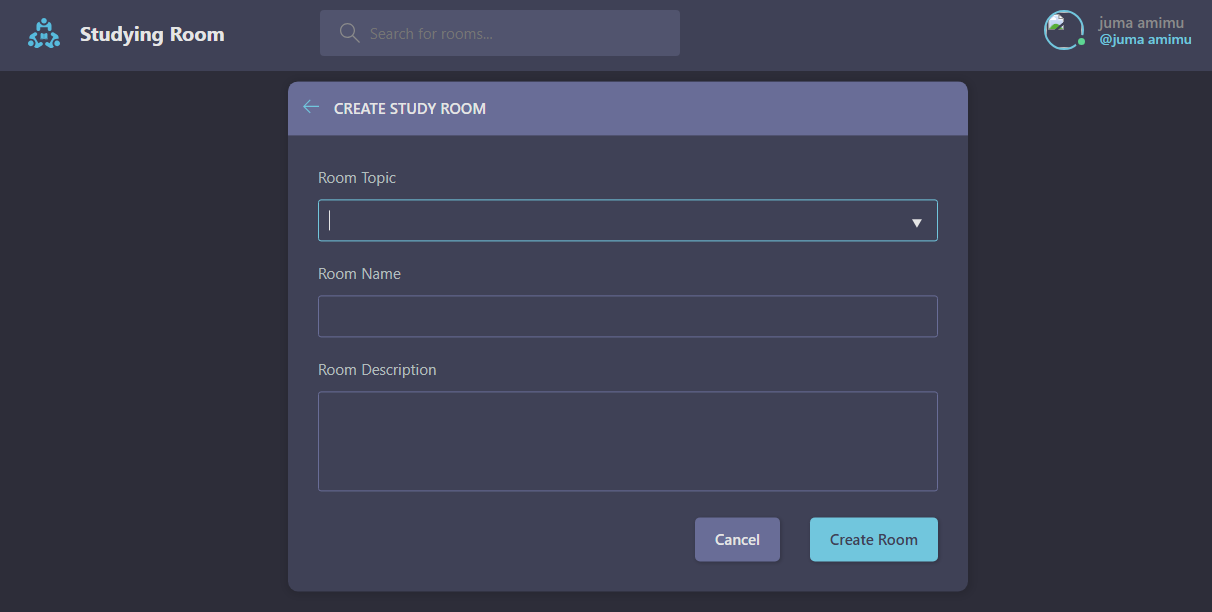 Studying Room
Search for rooms...
juma amimu
@juma amimu
CREATE STUDY ROOM
Room Topic
Room Name
Room Description
Cancel
Create Room